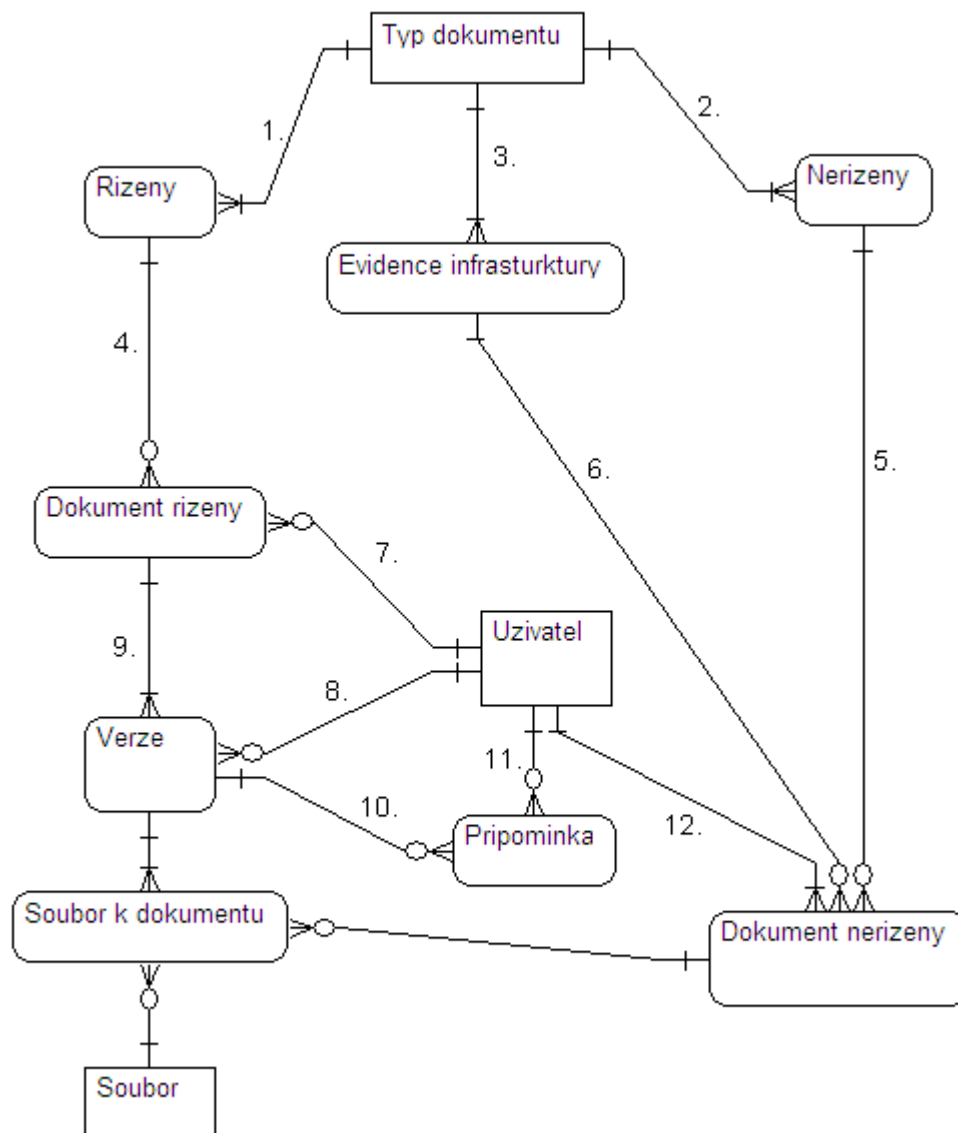 Typ dokumentu
1.
2.
3.
Rizeny
Nerizeny
Evidence infrasturktury
4.
5.
6.
Dokument rizeny
7.
Uzivatel
9.
8.
Verze
11.
10.
Pripominka
12.
Soubor k dokumentu
Dokument nerizeny
Soubor